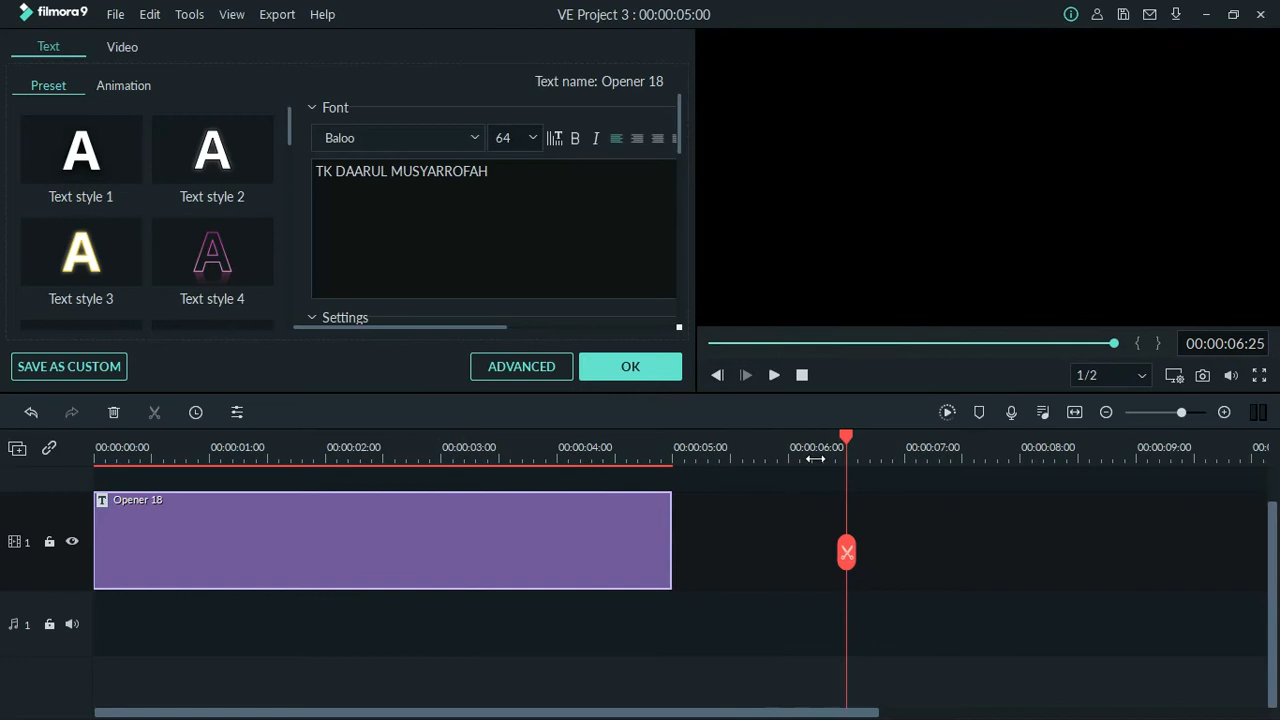 filmora9 File Edit Tools View Export Help VE Project 3 : 00:00:05:00
Text Video
Preset Animation Text name: Opener 18
Font
A A Baloo 64 T B I
TK DAARUL MUSYARROFAH
Text style 1 Text style 2
A A
Text style 3 Text style 4 Settings
{ } 00:00:06:25
SAVE AS CUSTOM ADVANCED OK 1/2
00:00:00:00 00:00:01:00 00:00:02:00 00:00:03:00 00:00:04:00 00:00:05:00 00:00:06:00 00:00:07:00 00:00:08:00 00:00:09:00
T Opener 18
1
1